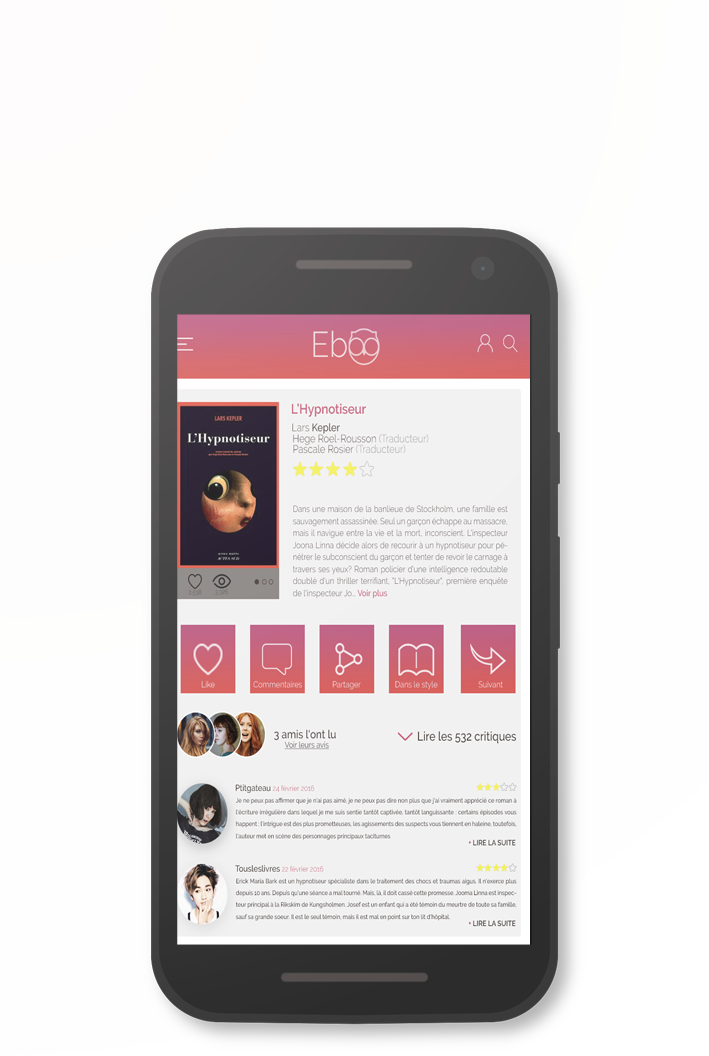 Eboo
L'Hypnotiseur
Lars Kepler
Hege Roel-Rousson (Traducteur)
Pascale Rosier (Traducteur)
LARS KEPLER
L'Hypnotiseur
ACTES SUD
Dans une maison de la banlieue de Stockholm, une famille est
sauvagement assassinée. Seul un garçon échappe au massacre,
mais il navigue entre la vie et la mort, inconscient. L'inspecteur
Joona Linna décide alors de recourir à un hypnotiseur pour pé-
nétrer le subconscient du garçon et tenter de revoir le carnage à
travers ses yeux? Roman policier d'une intelligence redoutable
doublé d'un thriller terrifiant, "L'Hypnotiseur", première enquête
de l'inspecteur Jo... Voir plus
Like
Commentaires
Partager
Dans le style
Suivant
3 amis l'ont lu
Voir leurs avis
Lire les 532 critiques
Ptitgateau 24 février 2016
Je ne peux pas affirmer que je n'ai pas aimé, je ne peux pas dire non plus que j'ai vraiment apprécié ce roman à
l'écriture irrégulière dans lequel je me suis sentie tantôt captivée, tantôt languissante : certains épisodes vous
happent : l'intrigue est des plus prometteuses, les agissements des suspects vous tiennent en haleine, toutefois,
l'auteur met en scène des personnages principaux taciturnes
+ LIRE LA SUITE
Tousleslivres 22 février 2016
Erick Maria Bark est un hypnotiseur spécialiste dans le traitement des chocs et traumas aigus. Il n'exerce plus
depuis 10 ans. Depuis qu'une séance a mal tourné. Mais, là, il doit cassé cette promesse. Jooma Linna est inspec-
teur principal à la Rikskim de Kungsholmen. Josef est un enfant qui a été témoin du meurtre de toute sa famille,
sauf sa grande soeur. Il est le seul témoin, mais il est mal en point sur ton lit d'hôpital.
+ LIRE LA SUITE